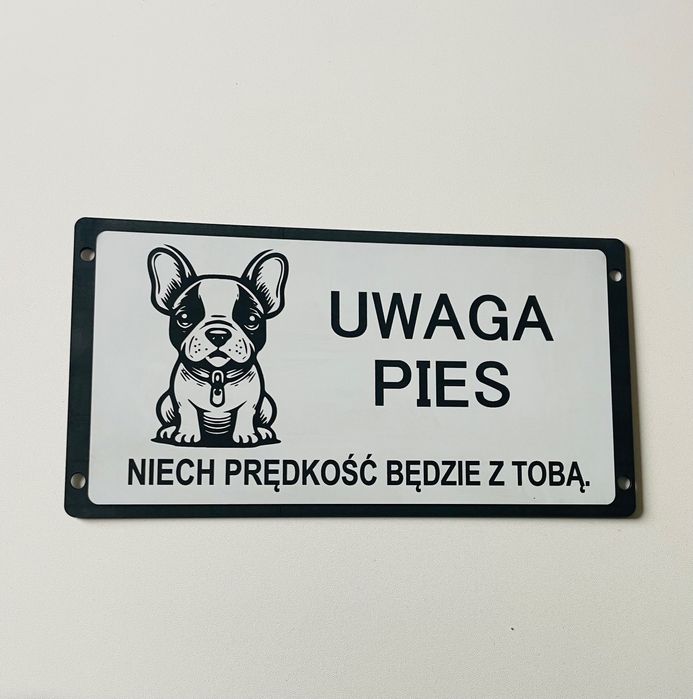 UWAGA
PIES
NIECH PRĘDKOŚĆ BĘDZIE Z TOBĄ.